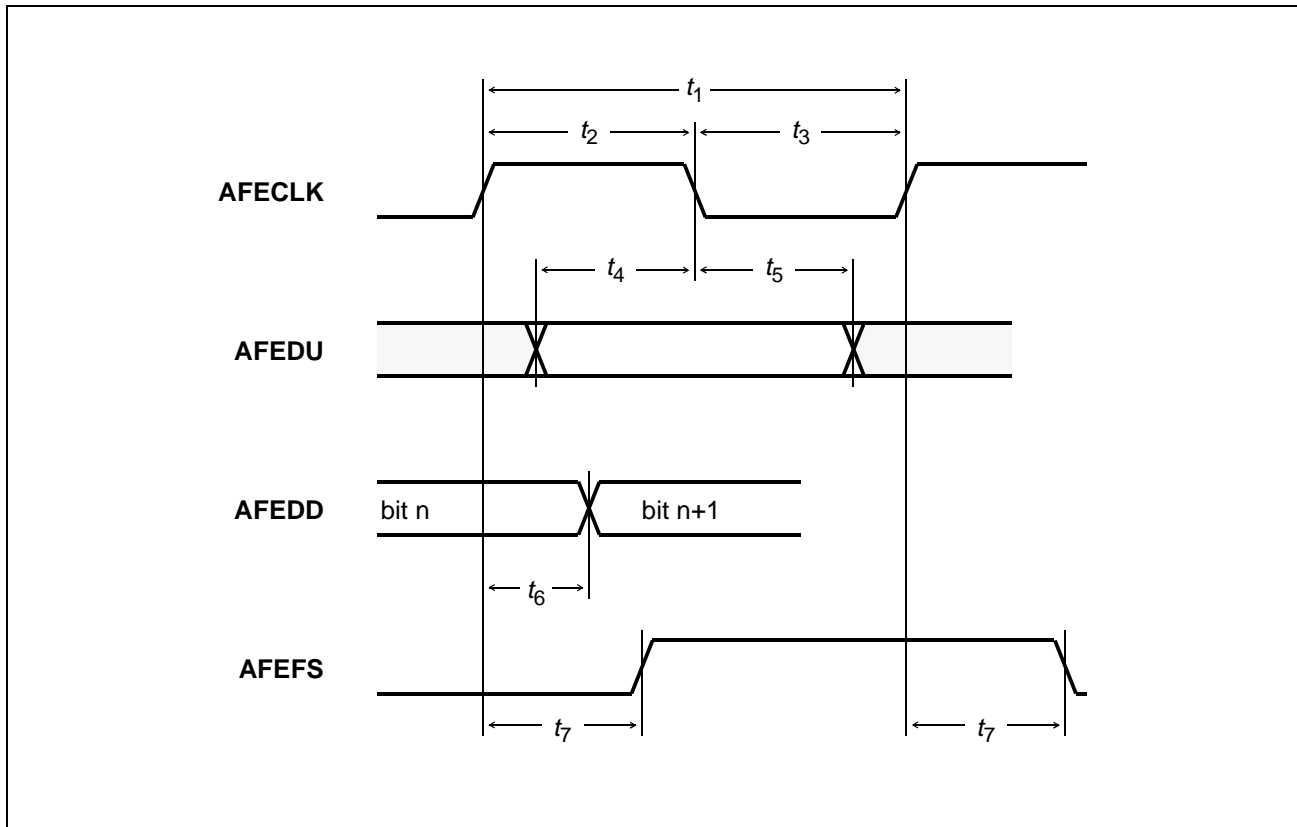 t1
t2 t3
AFECLK
t4 t5
AFEDU
AFEDD bit n bit n+1
t6
AFEFS
t7 t7